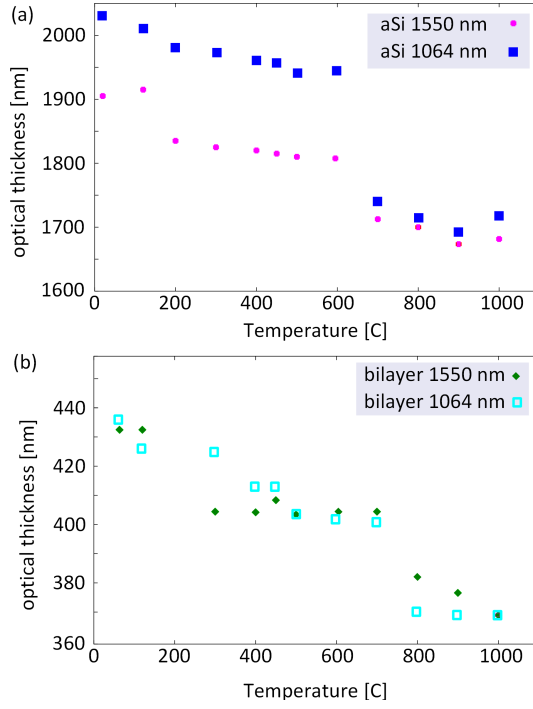 (a)
aSi 1550 nm
aSi 1064 nm
optical thickness [nm]
2000
1900
1800
1700
1600
0 200 400 600 800 1000
Temperature [C]
(b)
bilayer 1550 nm
bilayer 1064 nm
optical thickness [nm]
440
420
400
370
360
0 200 400 600 800 1000
Temperature [C]